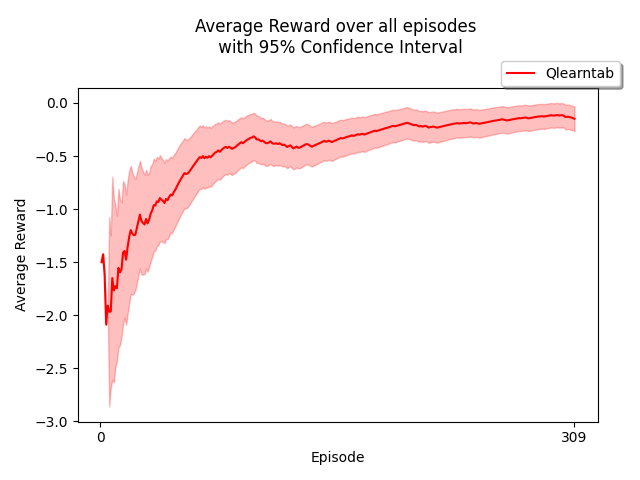 Average Reward over all episodes
with 95% Confidence Interval
Qlearntab
0.0
−0.5
−1.0
−1.5
−2.0
−2.5
−3.0
Average Reward
0
309
Episode